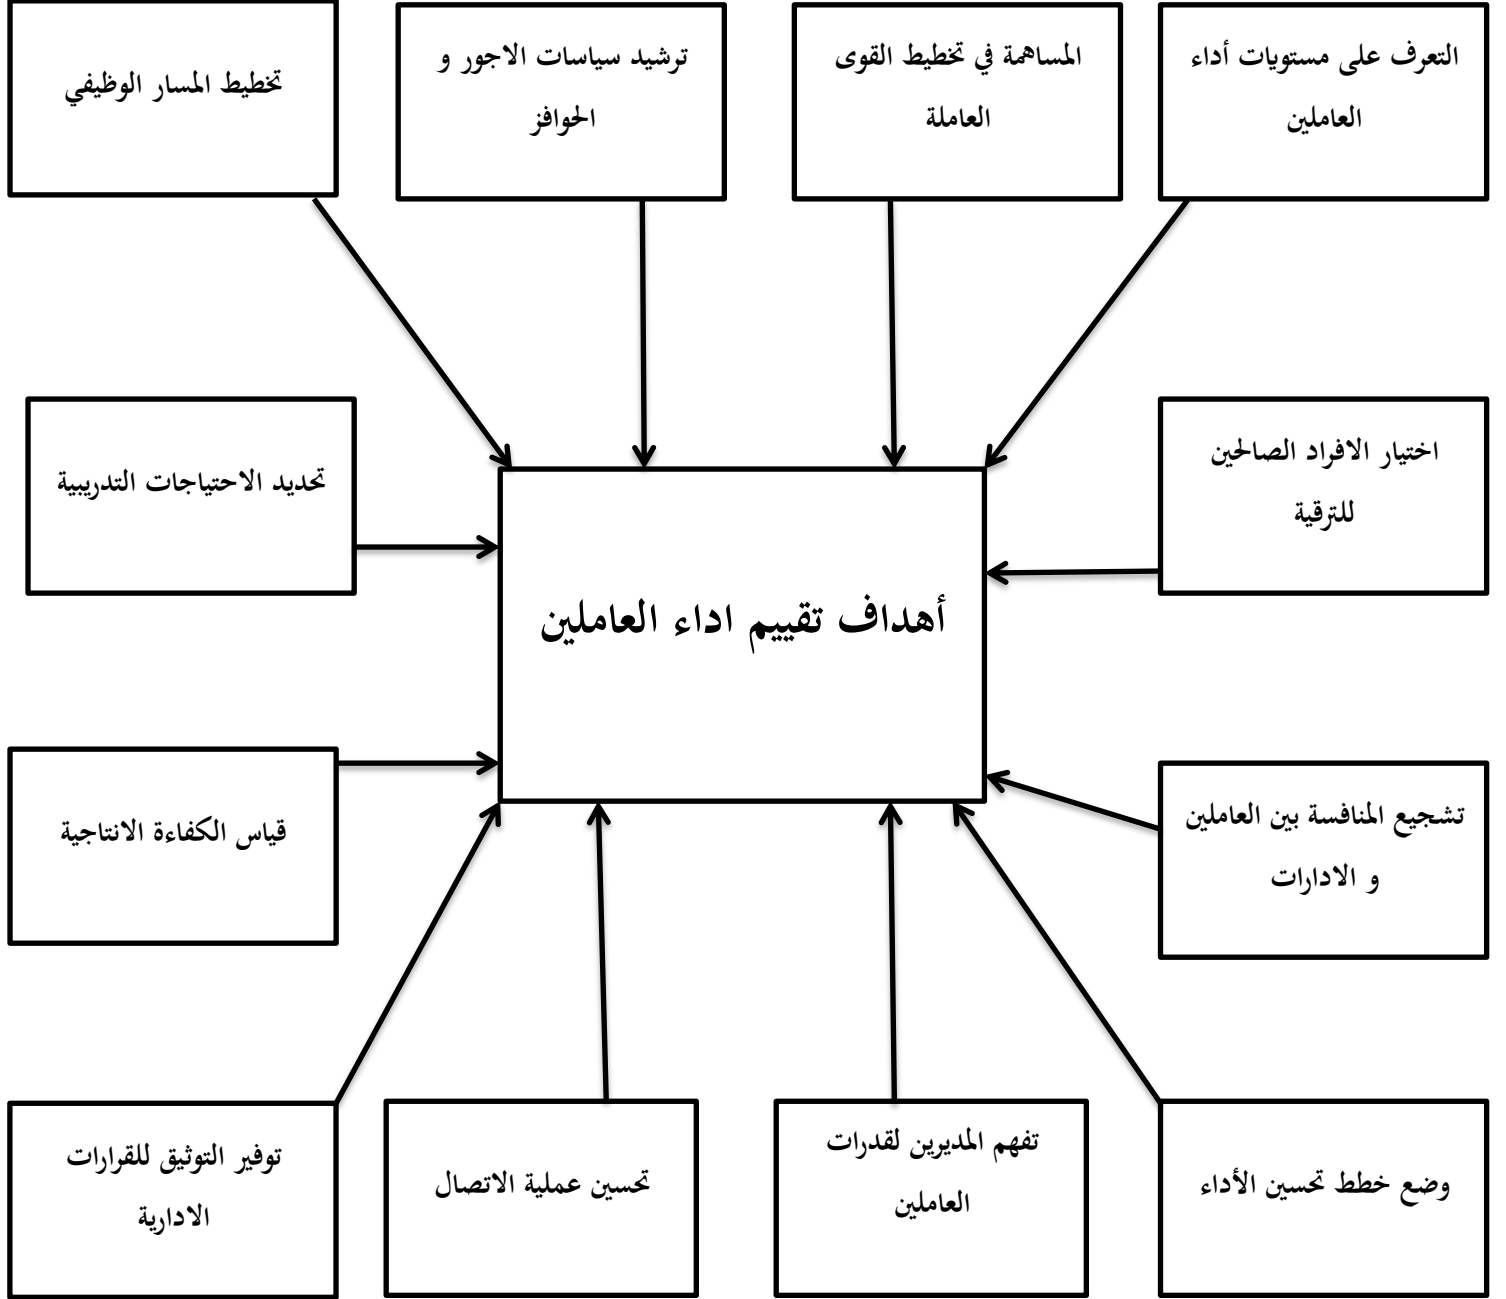 التعرف على مستويات أداء
العاملين
المساهمة في تخطيط القوى
العاملة
ترشيد سياسات الاجور و
الحوافز
تخطيط المسار الوظيفي
اختيار الافراد الصالحين
للترقية
تحديد الاحتياجات التدريبية
أهداف تقييم اداء العاملين
تشجيع المنافسة بين العاملين
و الادارات
قياس الكفاءة الانتاجية
وضع خطط تحسين الأداء
تفهم المديرين لقدرات
العاملين
تحسين عملية الاتصال
توفير التوثيق للقرارات
الادارية